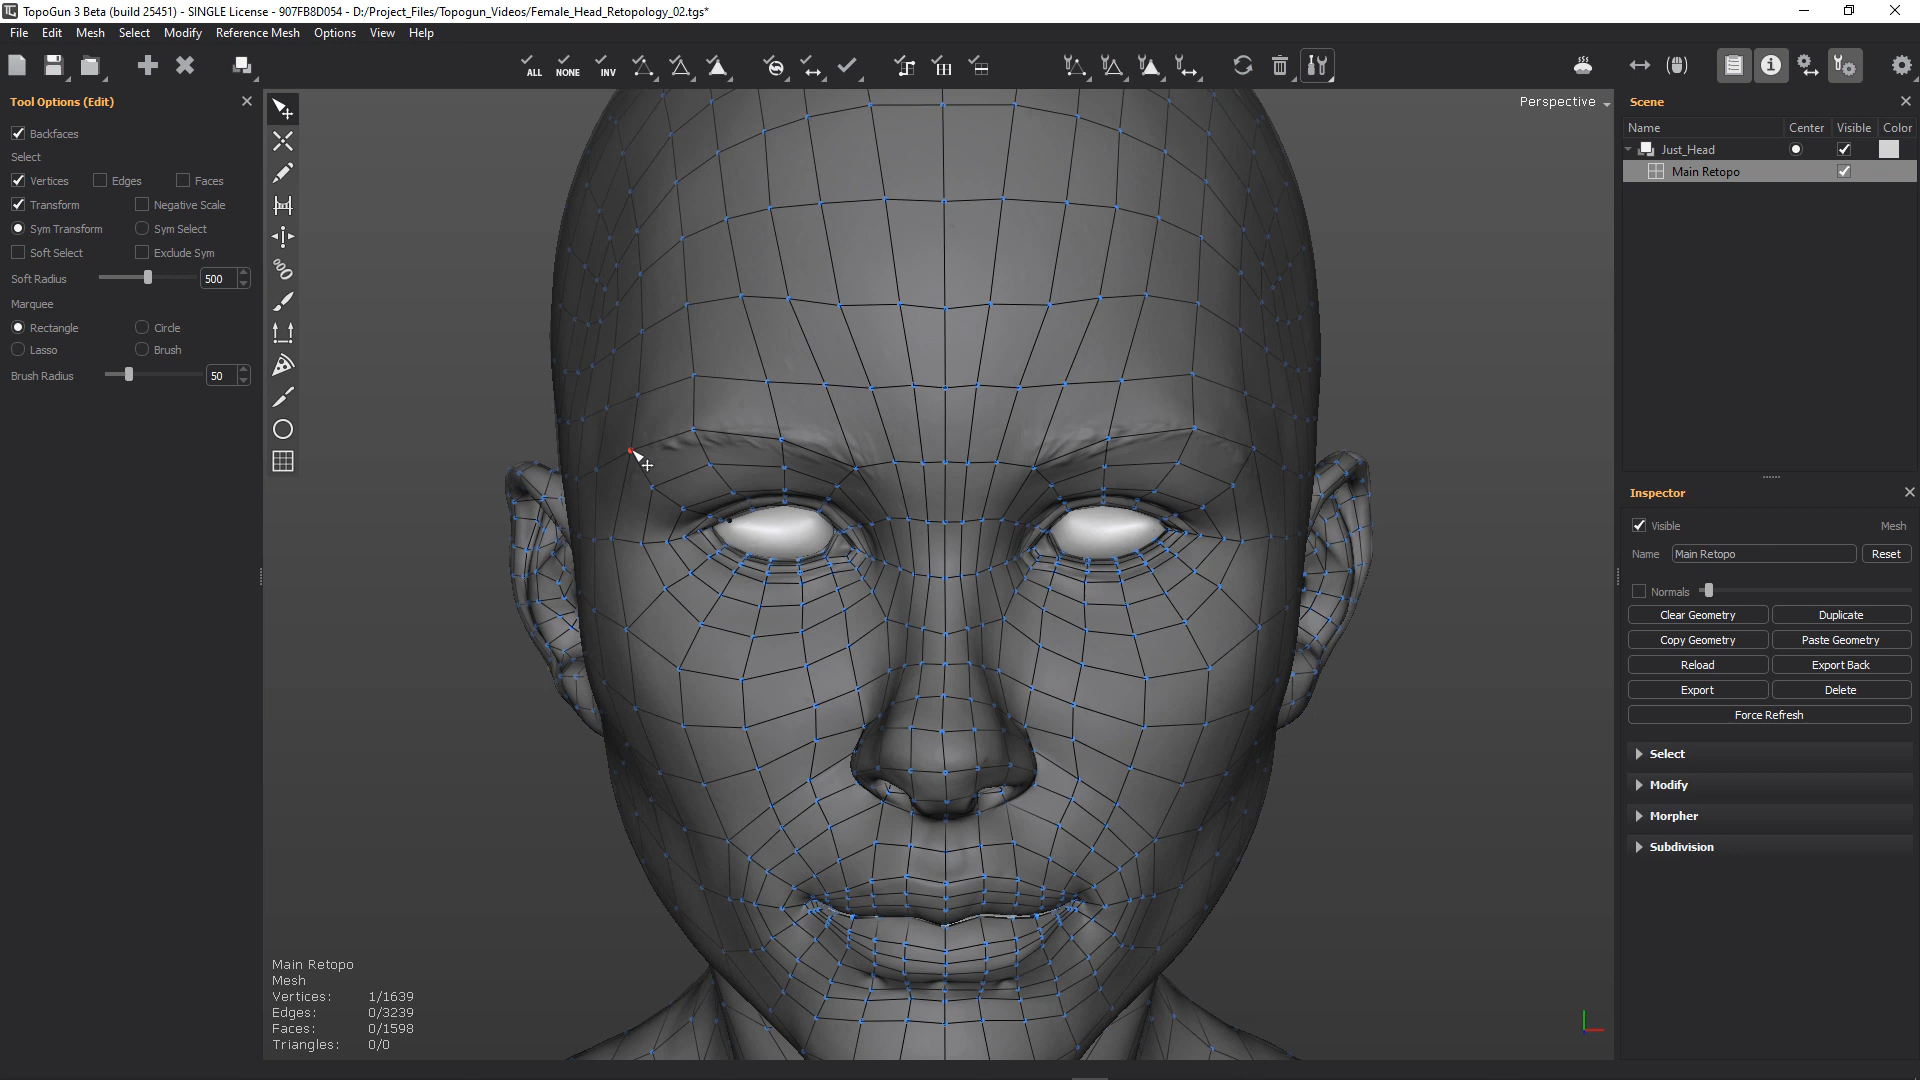 TopoGun 3 Beta (build 25451) - SINGLE License - 907FB8D054 - D:/Project_Files/Topogun_Videos/Female_Head_Retopology_02.tgs*
File Edit Mesh Select Modify Reference Mesh Options View Help
ALL NONE INV
Tool Options (Edit)
Backfaces
Select
Vertices Edges Faces
Transform Negative Scale
Sym Transform Sym Select
Soft Select Exclude Sym
Soft Radius 500
Marquee
Rectangle Circle
Lasso Brush
Brush Radius 50
Perspective
Main Retopo
Mesh
Vertices: 1/1639
Edges: 0/3239
Faces: 0/1598
Triangles: 0/0
Scene
Name Center Visible Color
Just_Head
Main Retopo
Inspector
Visible Mesh
Name Main Retopo Reset
Normals
Clear Geometry Duplicate
Copy Geometry Paste Geometry
Reload Export Back
Export Delete
Force Refresh
Select
Modify
Morpher
Subdivision